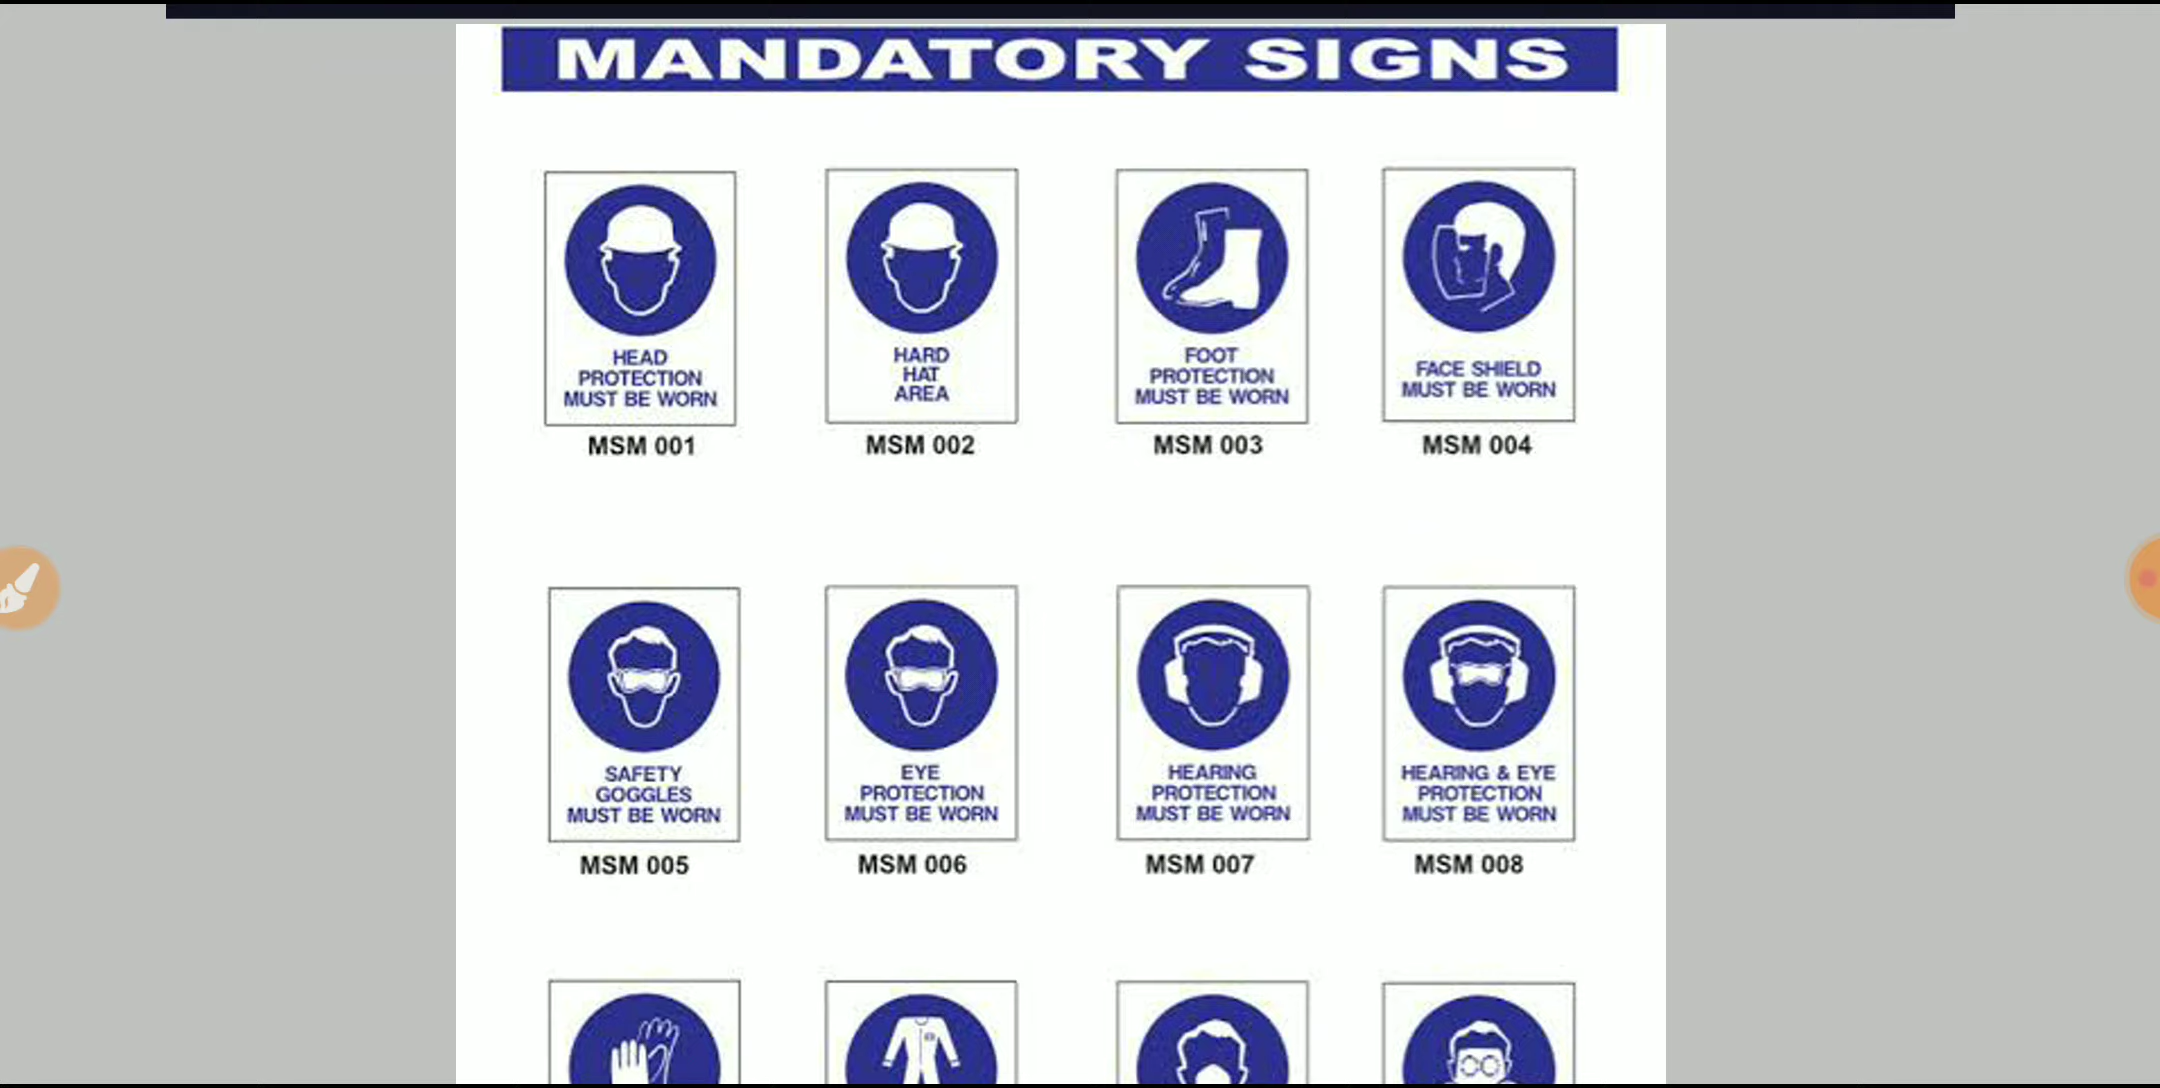 MANDATORY SIGNS
HEAD
PROTECTION
MUST BE WORN
MSM 001
HARD
HAT
AREA
MSM 002
FOOT
PROTECTION
MUST BE WORN
MSM 003
FACE SHIELD
MUST BE WORN
MSM 004
SAFETY
GOGGLES
MUST BE WORN
MSM 005
EYE
PROTECTION
MUST BE WORN
MSM 006
HEARING
PROTECTION
MUST BE WORN
MSM 007
HEARING & EYE
PROTECTION
MUST BE WORN
MSM 008